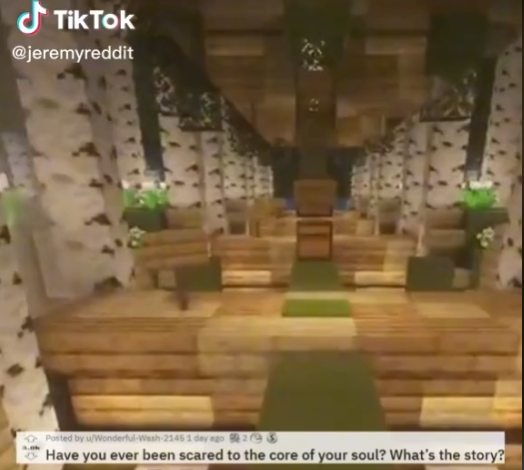 TikTok
@jeremyreddit
Posted by u/Wonderful-Wash-2145 1 day ago 2
Have you ever been scared to the core of your soul? What's the story?